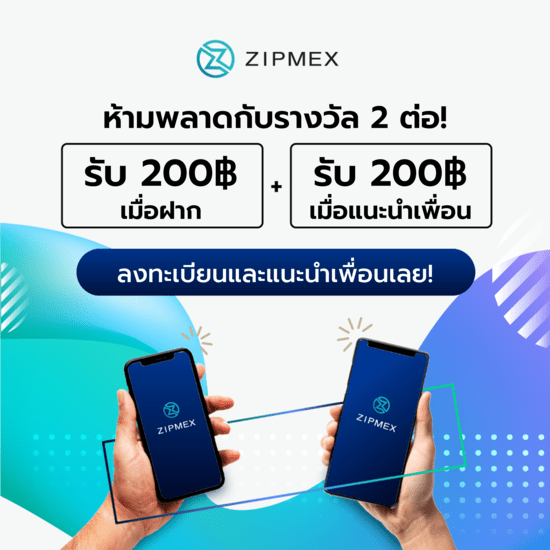 ZIPMEX
ห้ามพลาดกับรางวัล 2 ต่อ!
รับ 200฿
เมื่อฝาก
+
รับ 200฿
เมื่อแนะนำเพื่อน
ลงทะเบียนและแนะนำเพื่อนเลย!
ZIPMEX
ZIPMEX